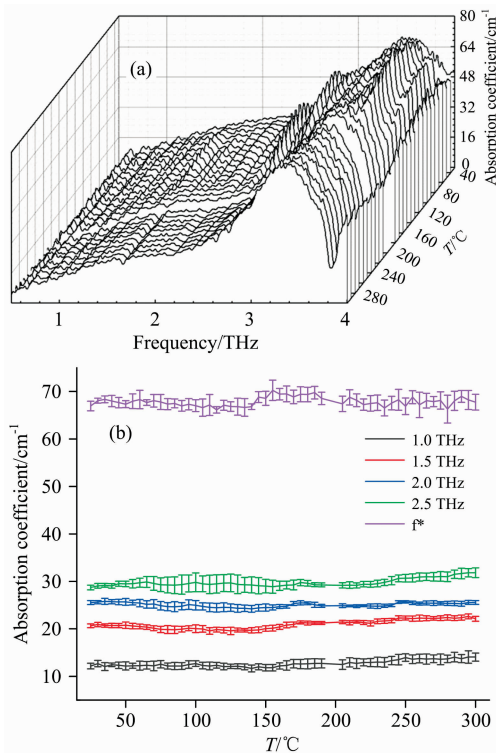 (a)
80
64
48
32
16
0
Absorption coefficient/cm⁻¹
40
80
120
160
200
240
280
T/℃
1
2
3
4
Frequency/THz
70
60
50
40
30
20
10
Absorption coefficient/cm⁻¹
(b)
1.0 THz
1.5 THz
2.0 THz
2.5 THz
f*
50
100
150
200
250
300
T/℃